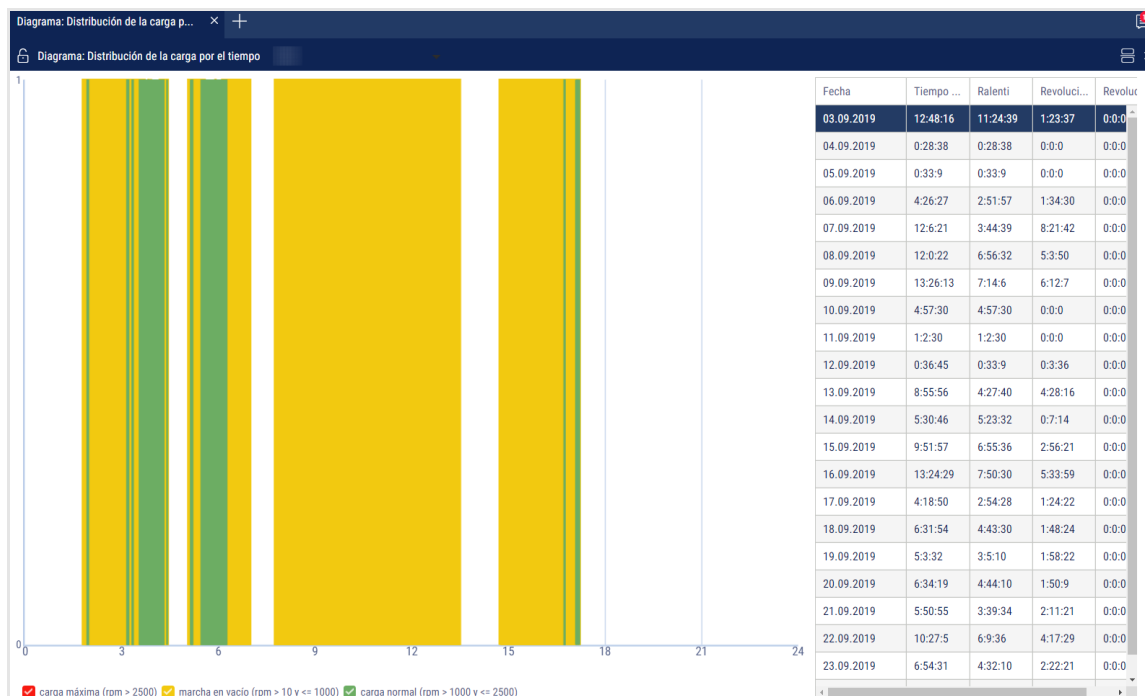 Diagrama: Distribución de la carga p... × +
Diagrama: Distribución de la carga por el tiempo
1
0
0 3 6 9 12 15 18 21 24
carga máxima (rpm > 2500) marcha en vacío (rpm > 10 y <= 1000) carga normal (rpm > 1000 y <= 2500)
Fecha Tiempo ... Ralenti Revoluci... Revoluc
03.09.2019 12:48:16 11:24:39 1:23:37 0:0:0
04.09.2019 0:28:38 0:28:38 0:0:0 0:0:0
05.09.2019 0:33:9 0:33:9 0:0:0 0:0:0
06.09.2019 4:26:27 2:51:57 1:34:30 0:0:0
07.09.2019 12:6:21 3:44:39 8:21:42 0:0:0
08.09.2019 12:0:22 6:56:32 5:3:50 0:0:0
09.09.2019 13:26:13 7:14:6 6:12:7 0:0:0
10.09.2019 4:57:30 4:57:30 0:0:0 0:0:0
11.09.2019 1:2:30 1:2:30 0:0:0 0:0:0
12.09.2019 0:36:45 0:33:9 0:3:36 0:0:0
13.09.2019 8:55:56 4:27:40 4:28:16 0:0:0
14.09.2019 5:30:46 5:23:32 0:7:14 0:0:0
15.09.2019 9:51:57 6:55:36 2:56:21 0:0:0
16.09.2019 13:24:29 7:50:30 5:33:59 0:0:0
17.09.2019 4:18:50 2:54:28 1:24:22 0:0:0
18.09.2019 6:31:54 4:43:30 1:48:24 0:0:0
19.09.2019 5:3:32 3:5:10 1:58:22 0:0:0
20.09.2019 6:34:19 4:44:10 1:50:9 0:0:0
21.09.2019 5:50:55 3:39:34 2:11:21 0:0:0
22.09.2019 10:27:5 6:9:36 4:17:29 0:0:0
23.09.2019 6:54:31 4:32:10 2:22:21 0:0:0